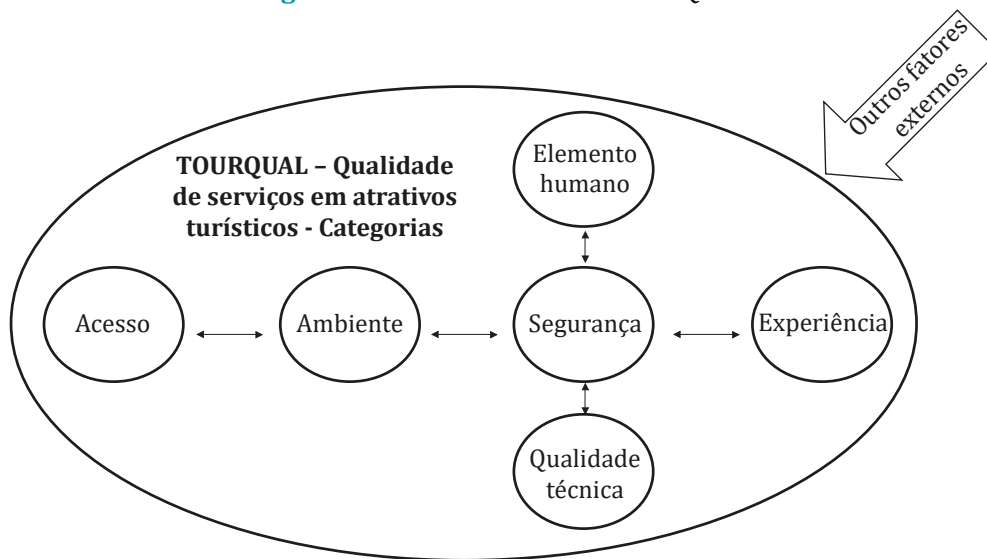 Outros fatores
externos
TOURQUAL – Qualidade
de serviços em atrativos
turísticos - Categorias
Elemento
humano
Acesso
Ambiente
Segurança
Experiência
Qualidade
técnica